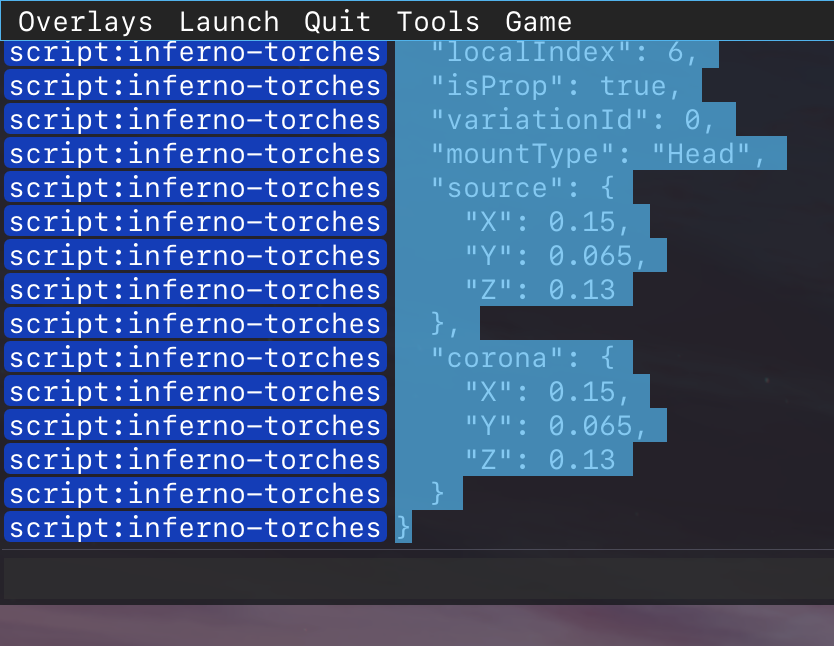 Overlays Launch Quit Tools Game
script:inferno-torches "localIndex": 6,
script:inferno-torches "isProp": true,
script:inferno-torches "variationId": 0,
script:inferno-torches "mountType": "Head",
script:inferno-torches "source": {
script:inferno-torches "X": 0.15,
script:inferno-torches "Y": 0.065,
script:inferno-torches "Z": 0.13
script:inferno-torches },
script:inferno-torches "corona": {
script:inferno-torches "X": 0.15,
script:inferno-torches "Y": 0.065,
script:inferno-torches "Z": 0.13
script:inferno-torches }
script:inferno-torches }